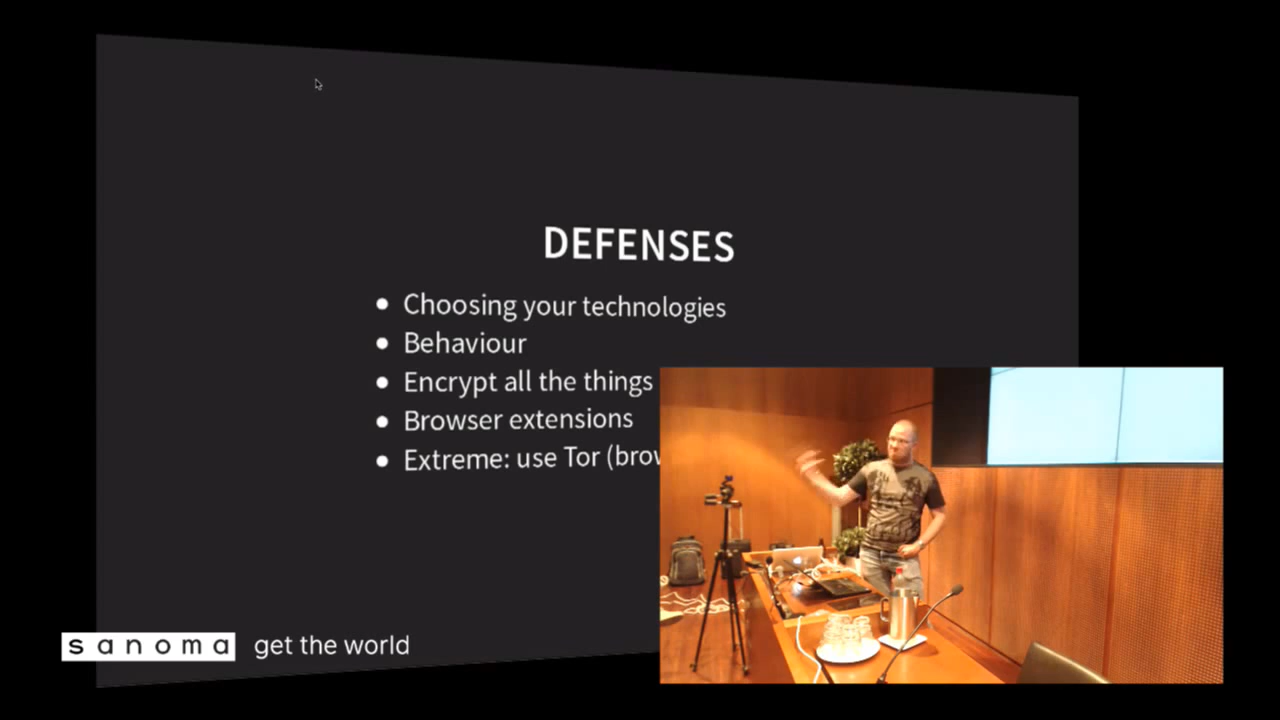 DEFENSES
Choosing your technologies
Behaviour
Encrypt all the things
Browser extensions
Extreme: use Tor
sanoma get the world